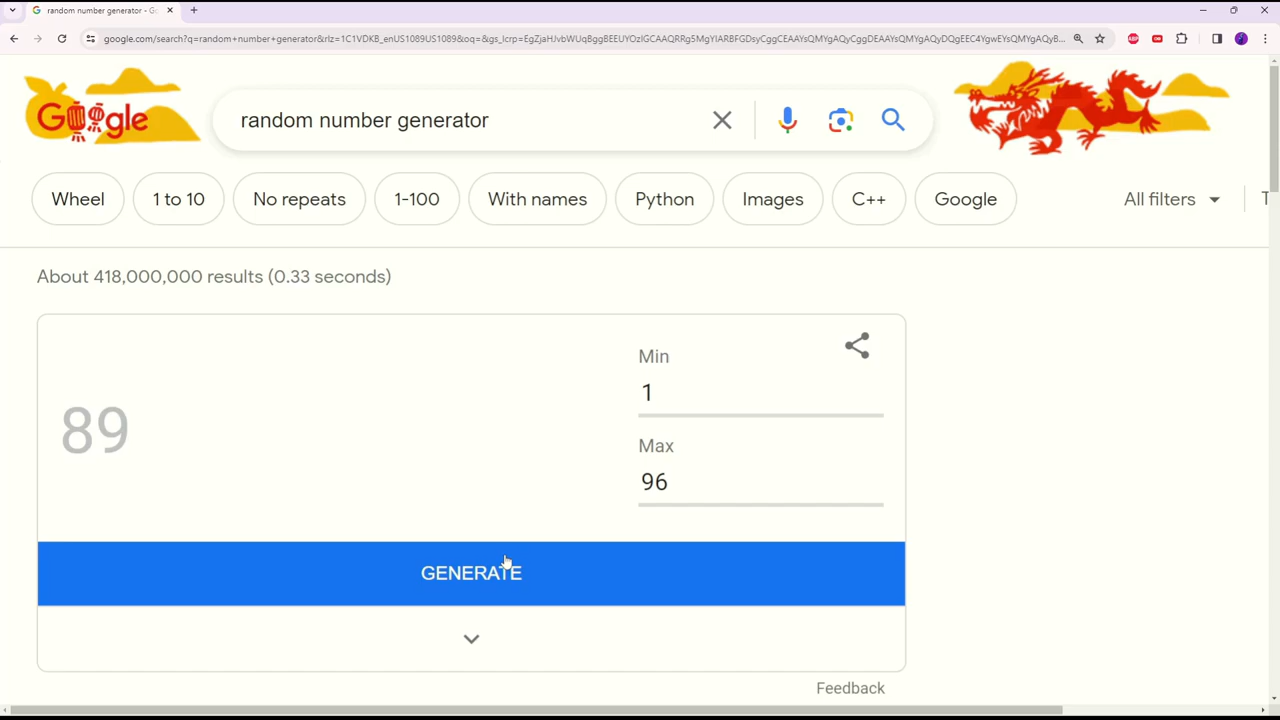 random number generator - Go
google.com/search?q=random+number+generator&rlz=1C1VDKB_enUS1089US1089&oq=&gs_lcrp=EgZjaHJvbWUqBggBEEUYOzIGCAAQRRg5MgYIARBFGDsyCggCEAAYsQMYgAQyCggDEAAYsQMYgAQyDQgEEC4YgwEYsQMYgAQyB...
Google
random number generator
Wheel
1 to 10
No repeats
1-100
With names
Python
Images
C++
Google
All filters
T
About 418,000,000 results (0.33 seconds)
Min
1
89
Max
96
GENERATE
Feedback